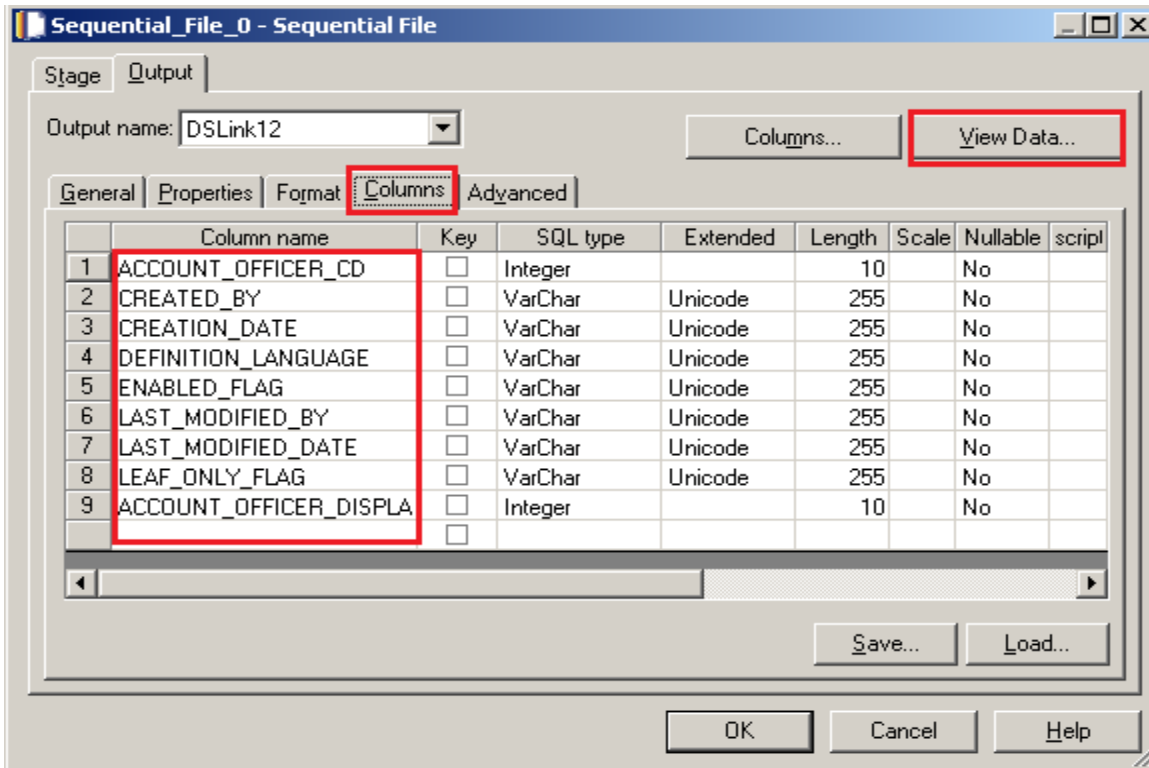 Sequential_File_0 - Sequential File
Stage Output
Output name: DSLink12 Columns... View Data...
General Properties Format Columns Advanced
Column name Key SQL type Extended Length Scale Nullable script
1 ACCOUNT_OFFICER_CD Integer 10 No
2 CREATED_BY VarChar Unicode 255 No
3 CREATION_DATE VarChar Unicode 255 No
4 DEFINITION_LANGUAGE VarChar Unicode 255 No
5 ENABLED_FLAG VarChar Unicode 255 No
6 LAST_MODIFIED_BY VarChar Unicode 255 No
7 LAST_MODIFIED_DATE VarChar Unicode 255 No
8 LEAF_ONLY_FLAG VarChar Unicode 255 No
9 ACCOUNT_OFFICER_DISPLA Integer 10 No
Save... Load...
OK Cancel Help